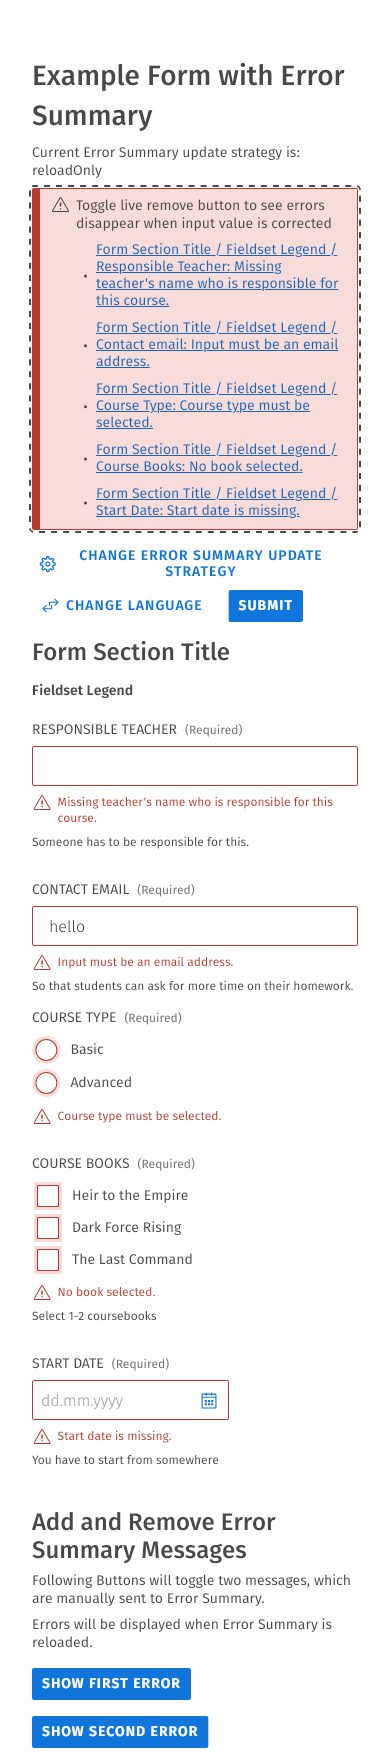 Example Form with Error
Summary
Current Error Summary update strategy is:
reloadOnly
Toggle live remove button to see errors
disappear when input value is corrected
Form Section Title / Fieldset Legend /
Responsible Teacher: Missing
teacher's name who is responsible for
this course.
Form Section Title / Fieldset Legend /
Contact email: Input must be an email
address.
Form Section Title / Fieldset Legend /
Course Type: Course type must be
selected.
Form Section Title / Fieldset Legend /
Course Books: No book selected.
Form Section Title / Fieldset Legend /
Start Date: Start date is missing.
CHANGE ERROR SUMMARY UPDATE
STRATEGY
CHANGE LANGUAGE SUBMIT
Form Section Title
Fieldset Legend
RESPONSIBLE TEACHER (Required)
Missing teacher's name who is responsible for this
course.
Someone has to be responsible for this.
CONTACT EMAIL (Required)
hello
Input must be an email address.
So that students can ask for more time on their homework.
COURSE TYPE (Required)
Basic
Advanced
Course type must be selected.
COURSE BOOKS (Required)
Heir to the Empire
Dark Force Rising
The Last Command
No book selected.
Select 1-2 coursebooks
START DATE (Required)
dd.mm.yyyy
Start date is missing.
You have to start from somewhere
Add and Remove Error
Summary Messages
Following Buttons will toggle two messages, which
are manually sent to Error Summary.
Errors will be displayed when Error Summary is
reloaded.
SHOW FIRST ERROR
SHOW SECOND ERROR